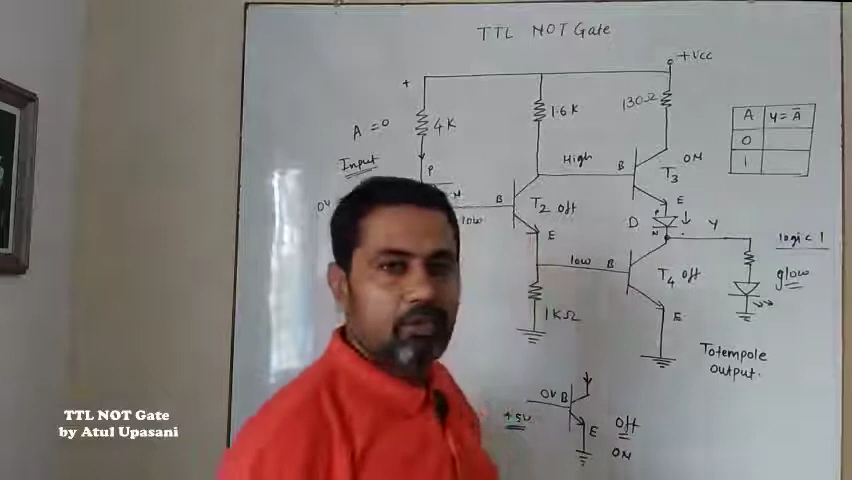 TTL NOT Gate
+Vcc
+
4K
1.6K
130Ω
A = 0
Input
P
N
0V
low
B
T2 off
E
High
B
T3
ON
E
D
P
N
Y
logic 1
glow
low
B
T4 off
E
1KΩ
A Y = A̅
0
1
Totempole
output.
0V B
+5V
E
Off
ON
TTL NOT Gate
by Atul Upasani